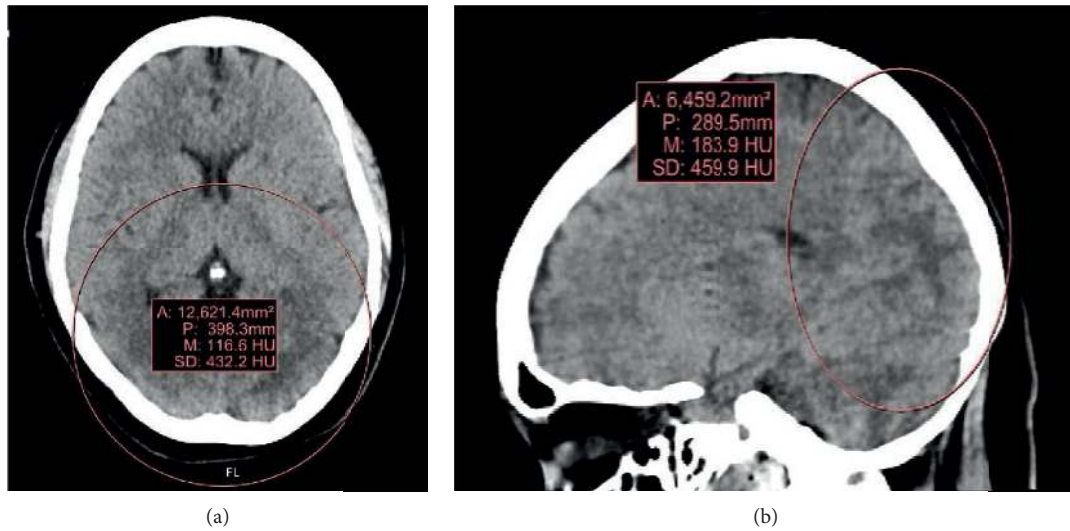 A: 12,621.4mm²
P: 398.3mm
M: 116.6 HU
SD: 432.2 HU
FL
(a)
A: 6,459.2mm²
P: 289.5mm
M: 183.9 HU
SD: 459.9 HU
(b)